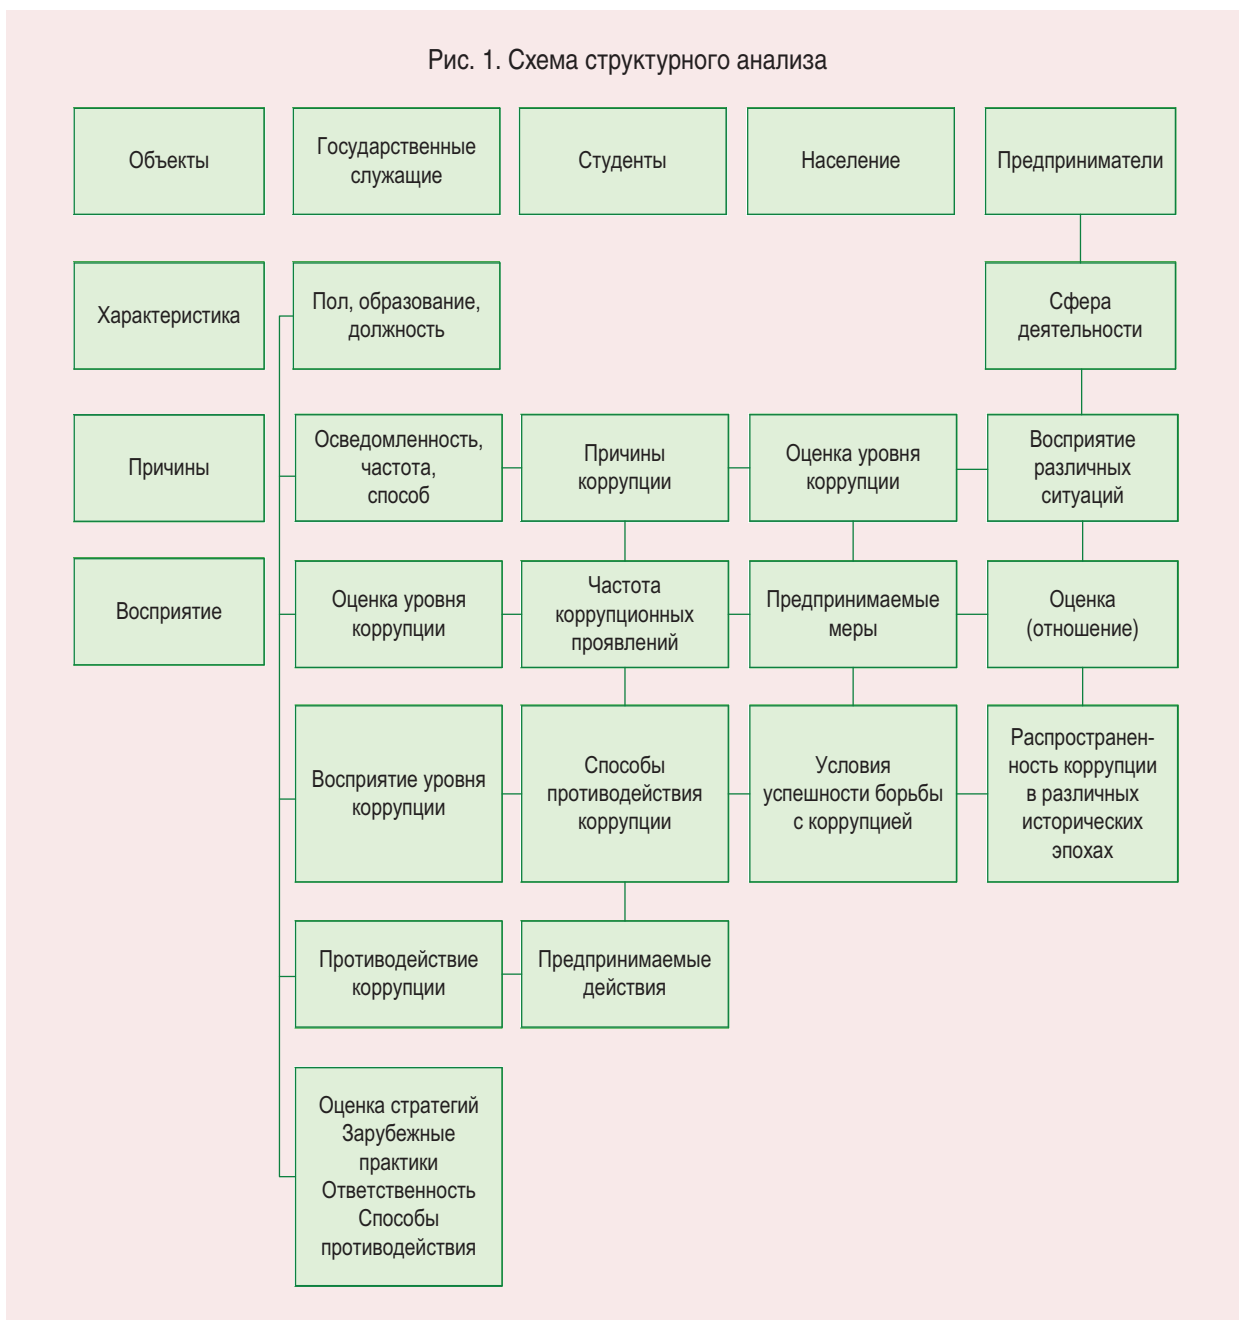 Рис. 1. Схема структурного анализа
Объекты
Государственные
служащие
Студенты
Население
Предприниматели
Характеристика
Пол, образование,
должность
Сфера
деятельности
Причины
Осведомленность,
частота,
способ
Причины
коррупции
Оценка уровня
коррупции
Восприятие
различных
ситуаций
Восприятие
Оценка уровня
коррупции
Частота
коррупционных
проявлений
Предпринимаемые
меры
Оценка
(отношение)
Восприятие уровня
коррупции
Способы
противодействия
коррупции
Условия
успешности борьбы
с коррупцией
Распространен-
ность коррупции
в различных
исторических
эпохах
Противодействие
коррупции
Предпринимаемые
действия
Оценка стратегий
Зарубежные
практики
Ответственность
Способы
противодействия